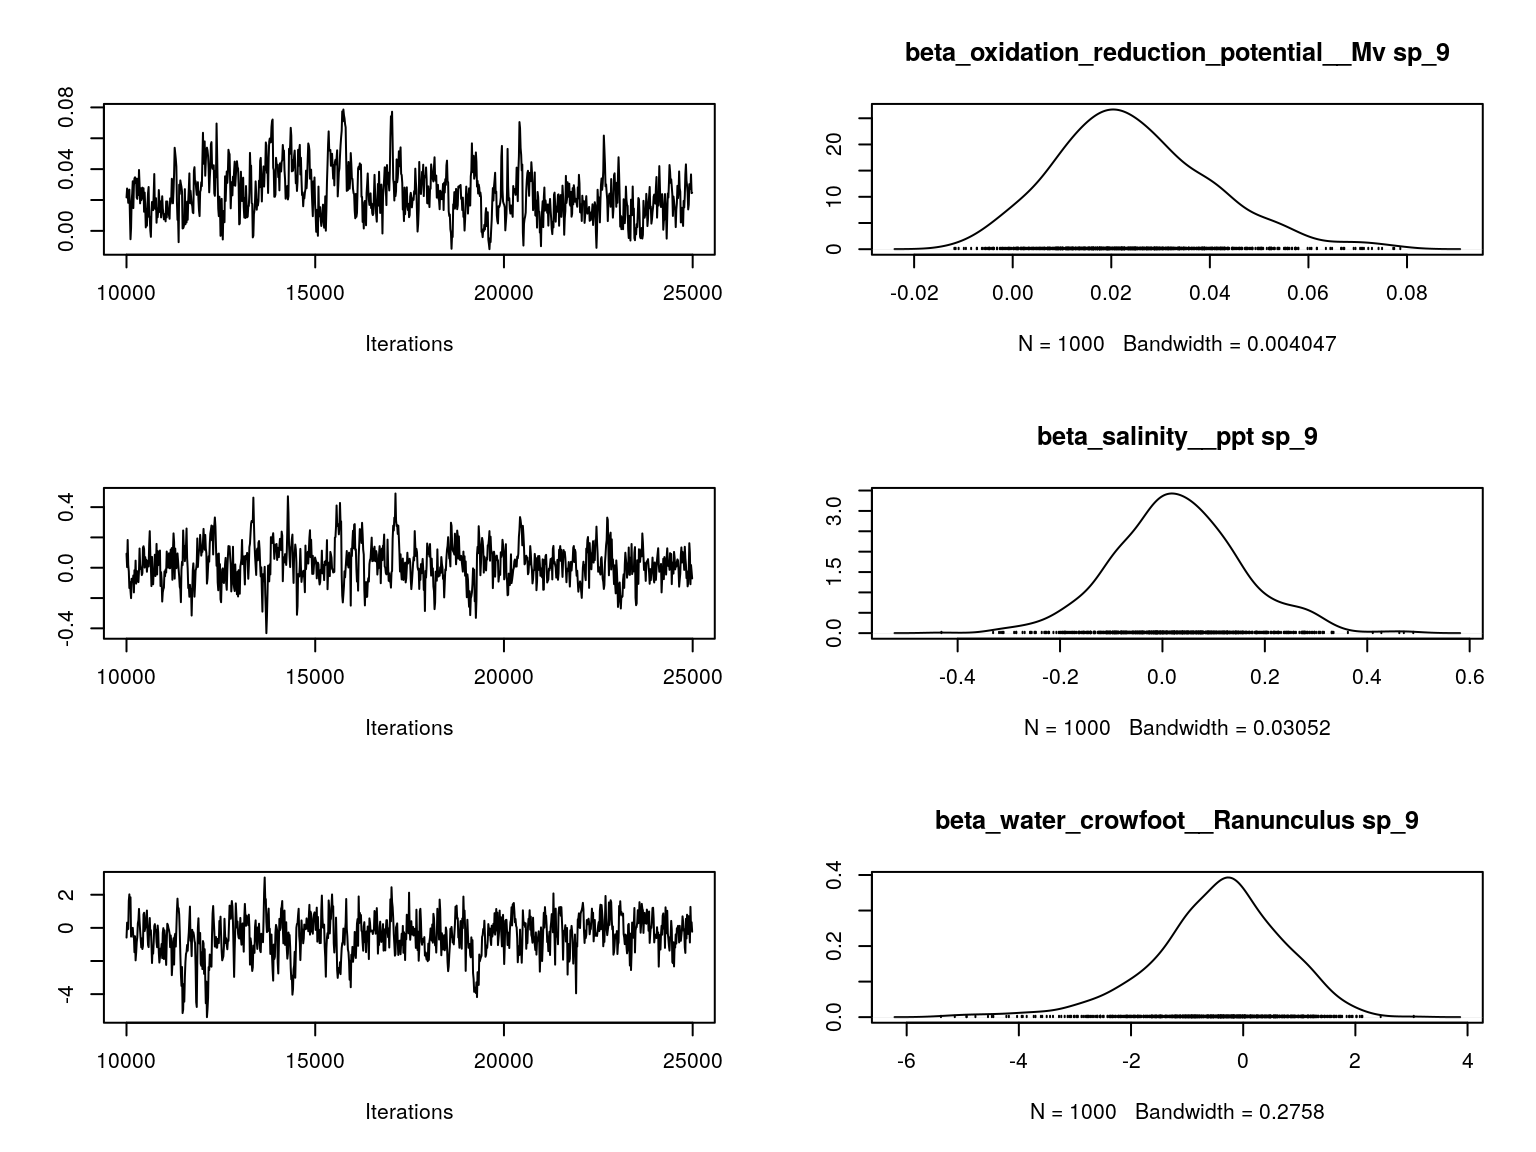 beta_oxidation_reduction_potential__Mv sp_9
0.00 0.04 0.08
10000 15000 20000 25000
Iterations
0 10 20
-0.02 0.00 0.02 0.04 0.06 0.08
N = 1000 Bandwidth = 0.004047
beta_salinity__ppt sp_9
-0.4 0.0 0.4
10000 15000 20000 25000
Iterations
0.0 1.5 3.0
-0.4 -0.2 0.0 0.2 0.4 0.6
N = 1000 Bandwidth = 0.03052
beta_water_crowfoot__Ranunculus sp_9
-4 0 2
10000 15000 20000 25000
Iterations
0.0 0.2 0.4
-6 -4 -2 0 2 4
N = 1000 Bandwidth = 0.2758